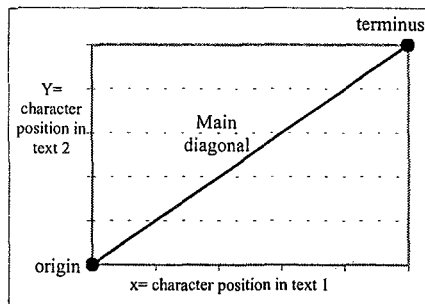 terminus
Y=
character
position in
text 2
Main
diagonal
origin
x= character position in text 1